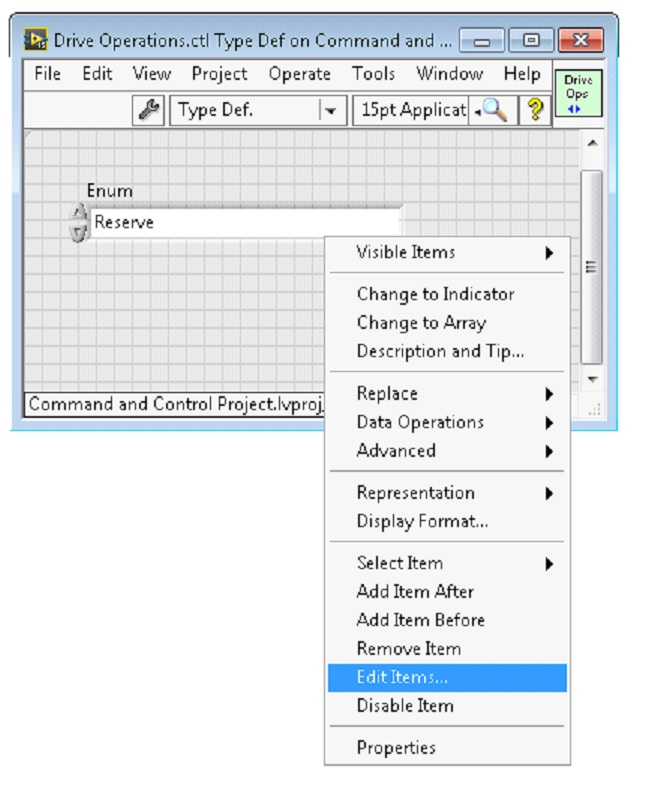 Drive Operations.ctl Type Def on Command and ...
File Edit View Project Operate Tools Window Help
Drive
Ops
Type Def.
15pt Applicat
Enum
Reserve
Command and Control Project.lvproj
Visible Items
Change to Indicator
Change to Array
Description and Tip...
Replace
Data Operations
Advanced
Representation
Display Format...
Select Item
Add Item After
Add Item Before
Remove Item
Edit Items...
Disable Item
Properties